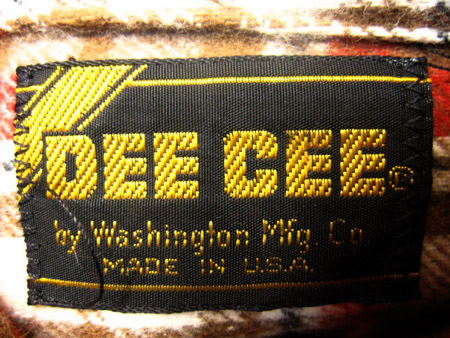 DEE CEE®
by Washington Mfg. Co.
MADE IN U.S.A.